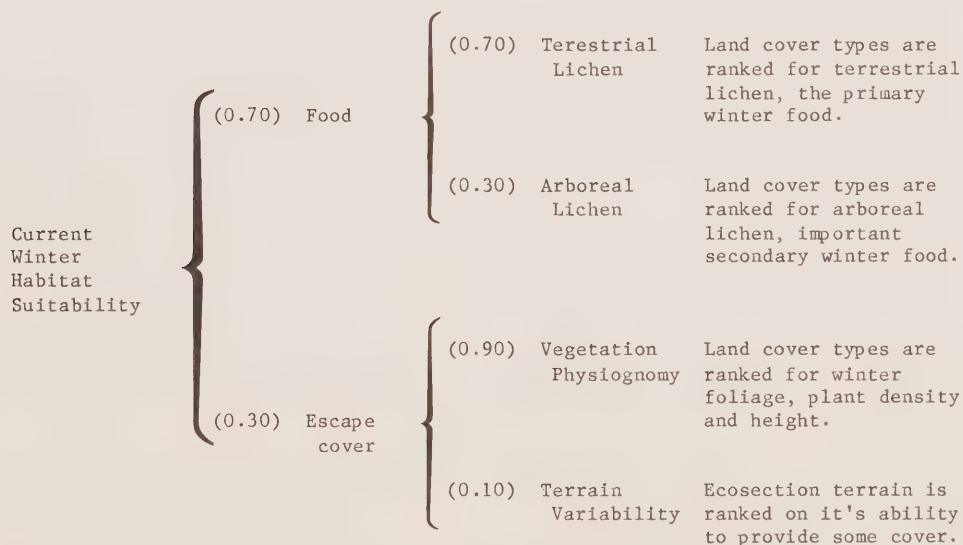 (0.70) Terestrial Lichen
Land cover types are
ranked for terrestrial
lichen, the primary
winter food.
(0.70) Food
(0.30) Arboreal Lichen
Land cover types are
ranked for arboreal
lichen, important
secondary winter food.
Current
Winter
Habitat
Suitability
(0.90) Vegetation Physiognomy
Land cover types are
ranked for winter
foliage, plant density
and height.
(0.30) Escape
cover
(0.10) Terrain Variability
Ecosection terrain is
ranked on it's ability
to provide some cover.